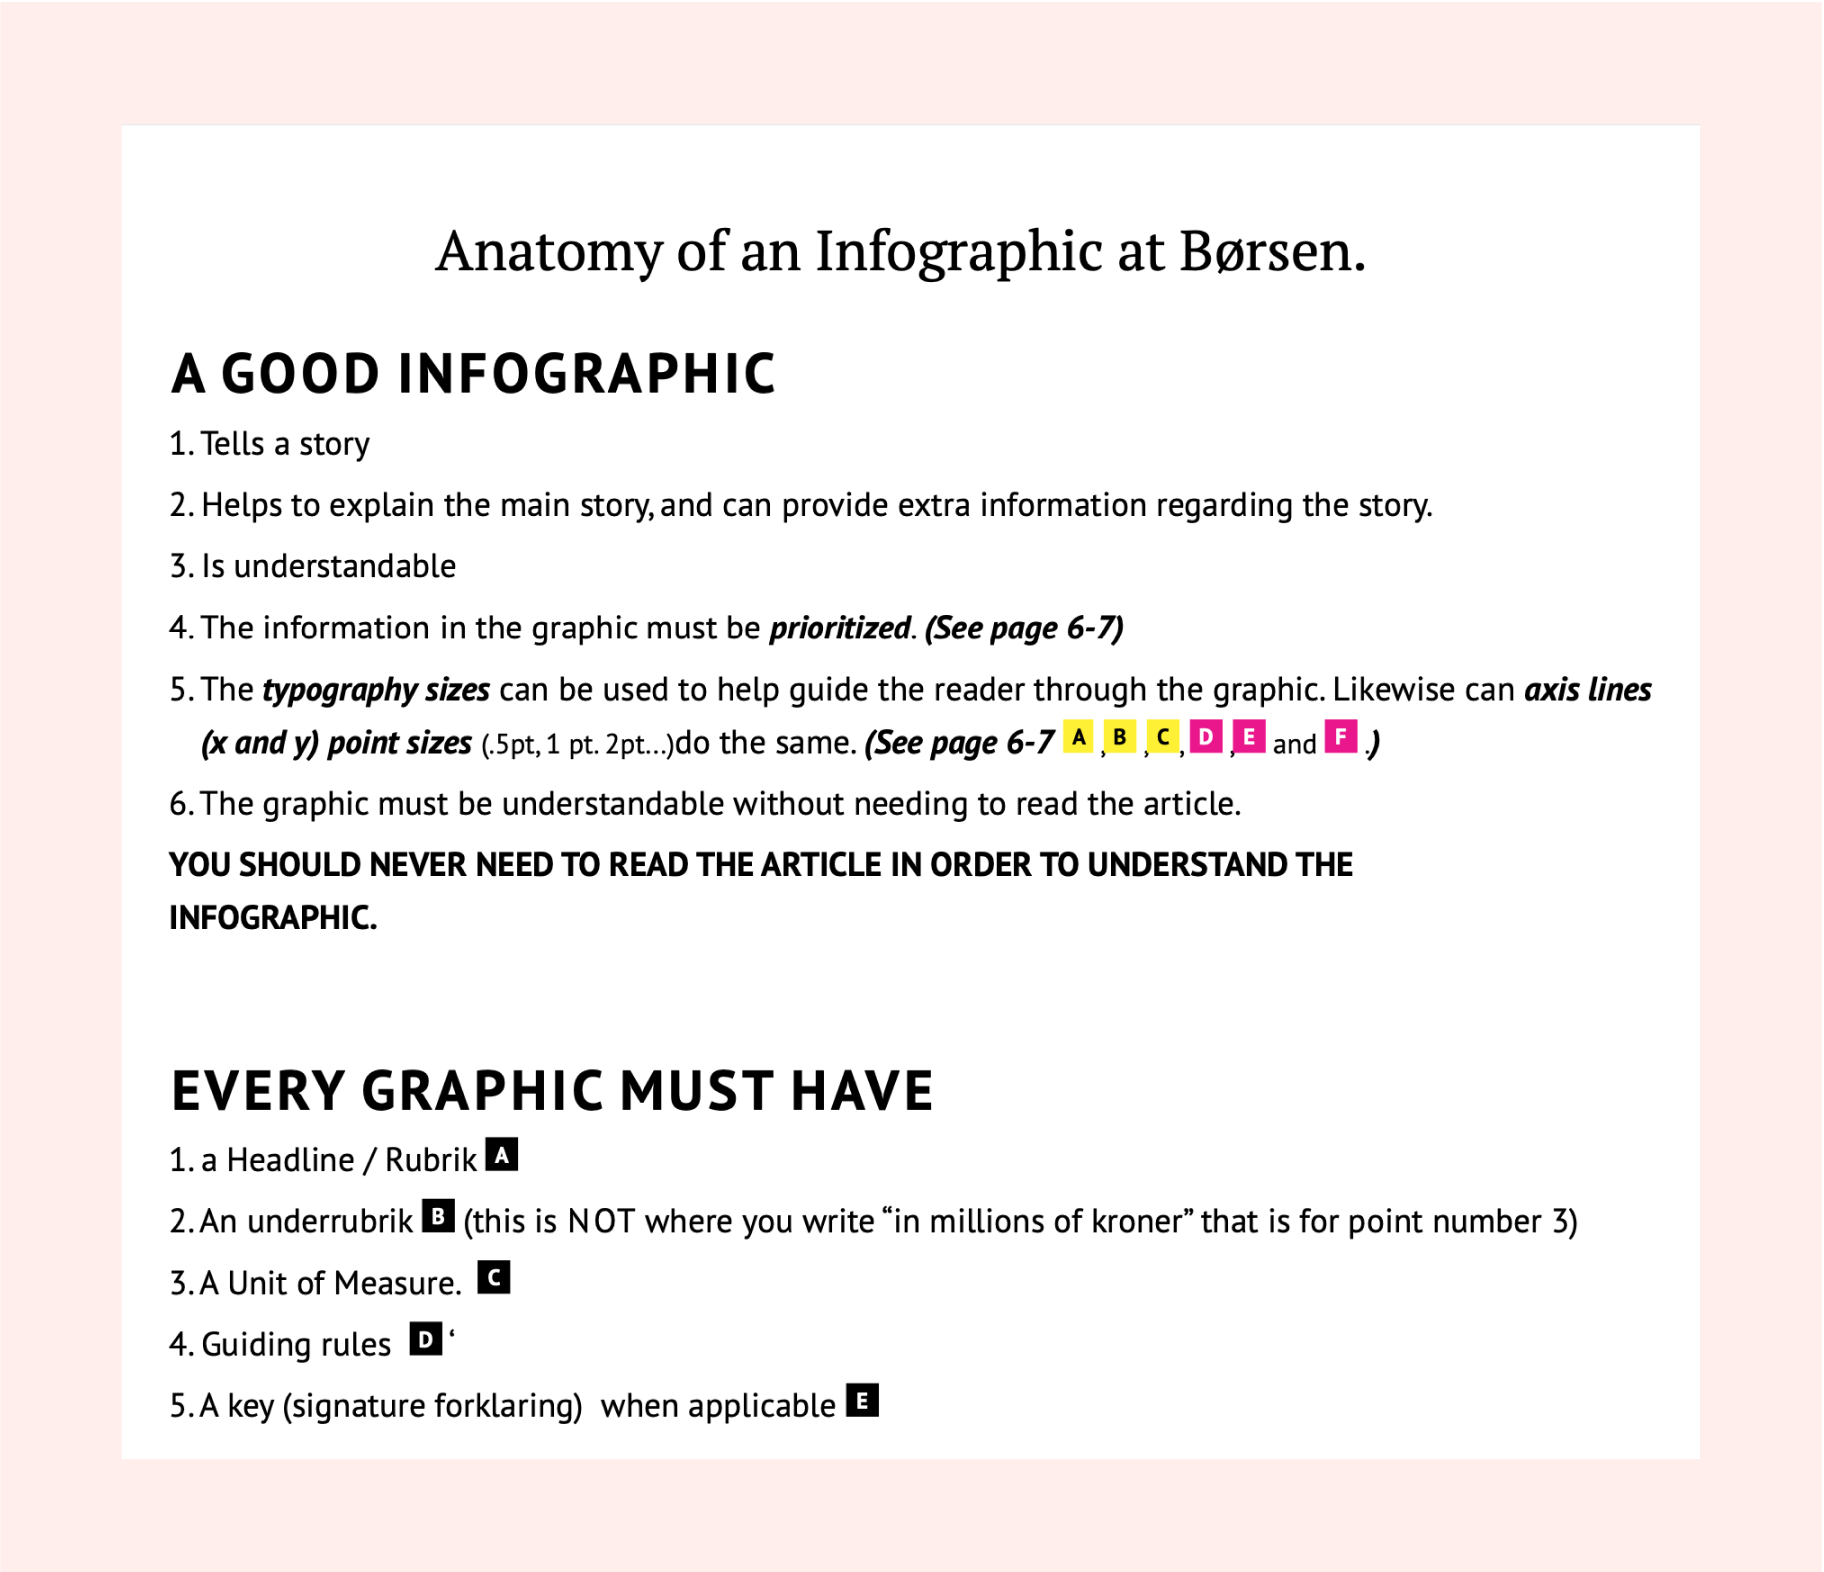 Anatomy of an Infographic at Børsen.
A GOOD INFOGRAPHIC
1. Tells a story
2. Helps to explain the main story, and can provide extra information regarding the story.
3. Is understandable
4. The information in the graphic must be prioritized. (See page 6-7)
5. The typography sizes can be used to help guide the reader through the graphic. Likewise can axis lines
(x and y) point sizes (.5pt, 1 pt. 2pt...)do the same. (See page 6-7 A ,B ,C, D ,E and F .)
6. The graphic must be understandable without needing to read the article.
YOU SHOULD NEVER NEED TO READ THE ARTICLE IN ORDER TO UNDERSTAND THE
INFOGRAPHIC.
EVERY GRAPHIC MUST HAVE
1. a Headline / Rubrik A
2. An underrubrik B (this is NOT where you write “in millions of kroner” that is for point number 3)
3. A Unit of Measure. C
4. Guiding rules D ‘
5. A key (signature forklaring) when applicable E